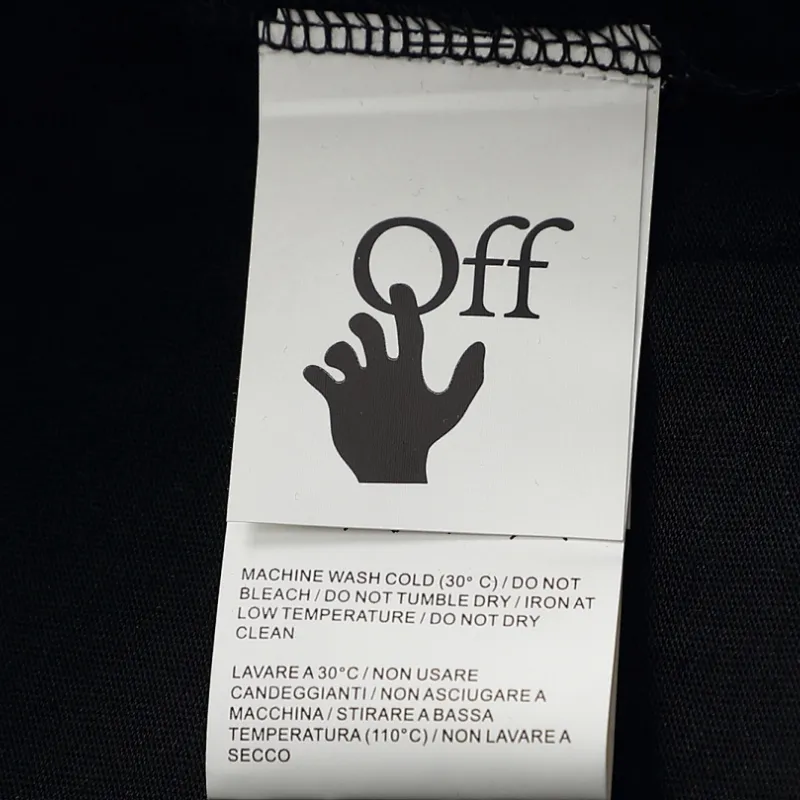 Off
MACHINE WASH COLD (30° C) / DO NOT
BLEACH / DO NOT TUMBLE DRY / IRON AT
LOW TEMPERATURE / DO NOT DRY
CLEAN
LAVARE A 30°C / NON USARE
CANDEGGIANTI / NON ASCIUGARE A
MACCHINA / STIRARE A BASSA
TEMPERATURA (110°C) / NON LAVARE A
SECCO